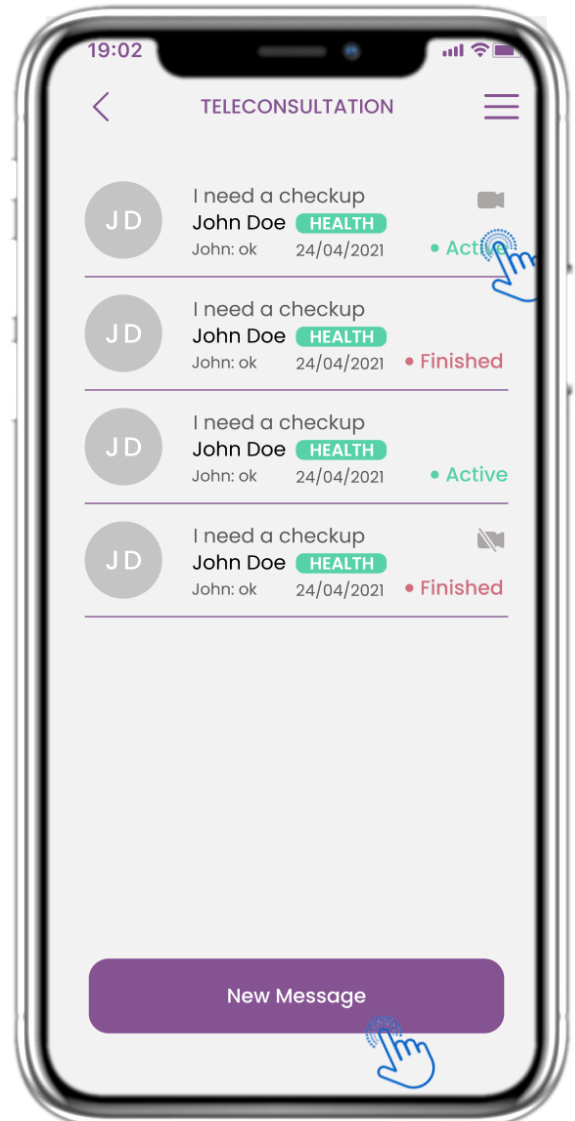 19:02
TELECONSULTATION
I need a checkup
JD
John Doe HEALTH
John: ok 24/04/2021 • Active
I need a checkup
JD
John Doe HEALTH
John: ok 24/04/2021 • Finished
I need a checkup
JD
John Doe HEALTH
John: ok 24/04/2021 • Active
I need a checkup
JD
John Doe HEALTH
John: ok 24/04/2021 • Finished
New Message